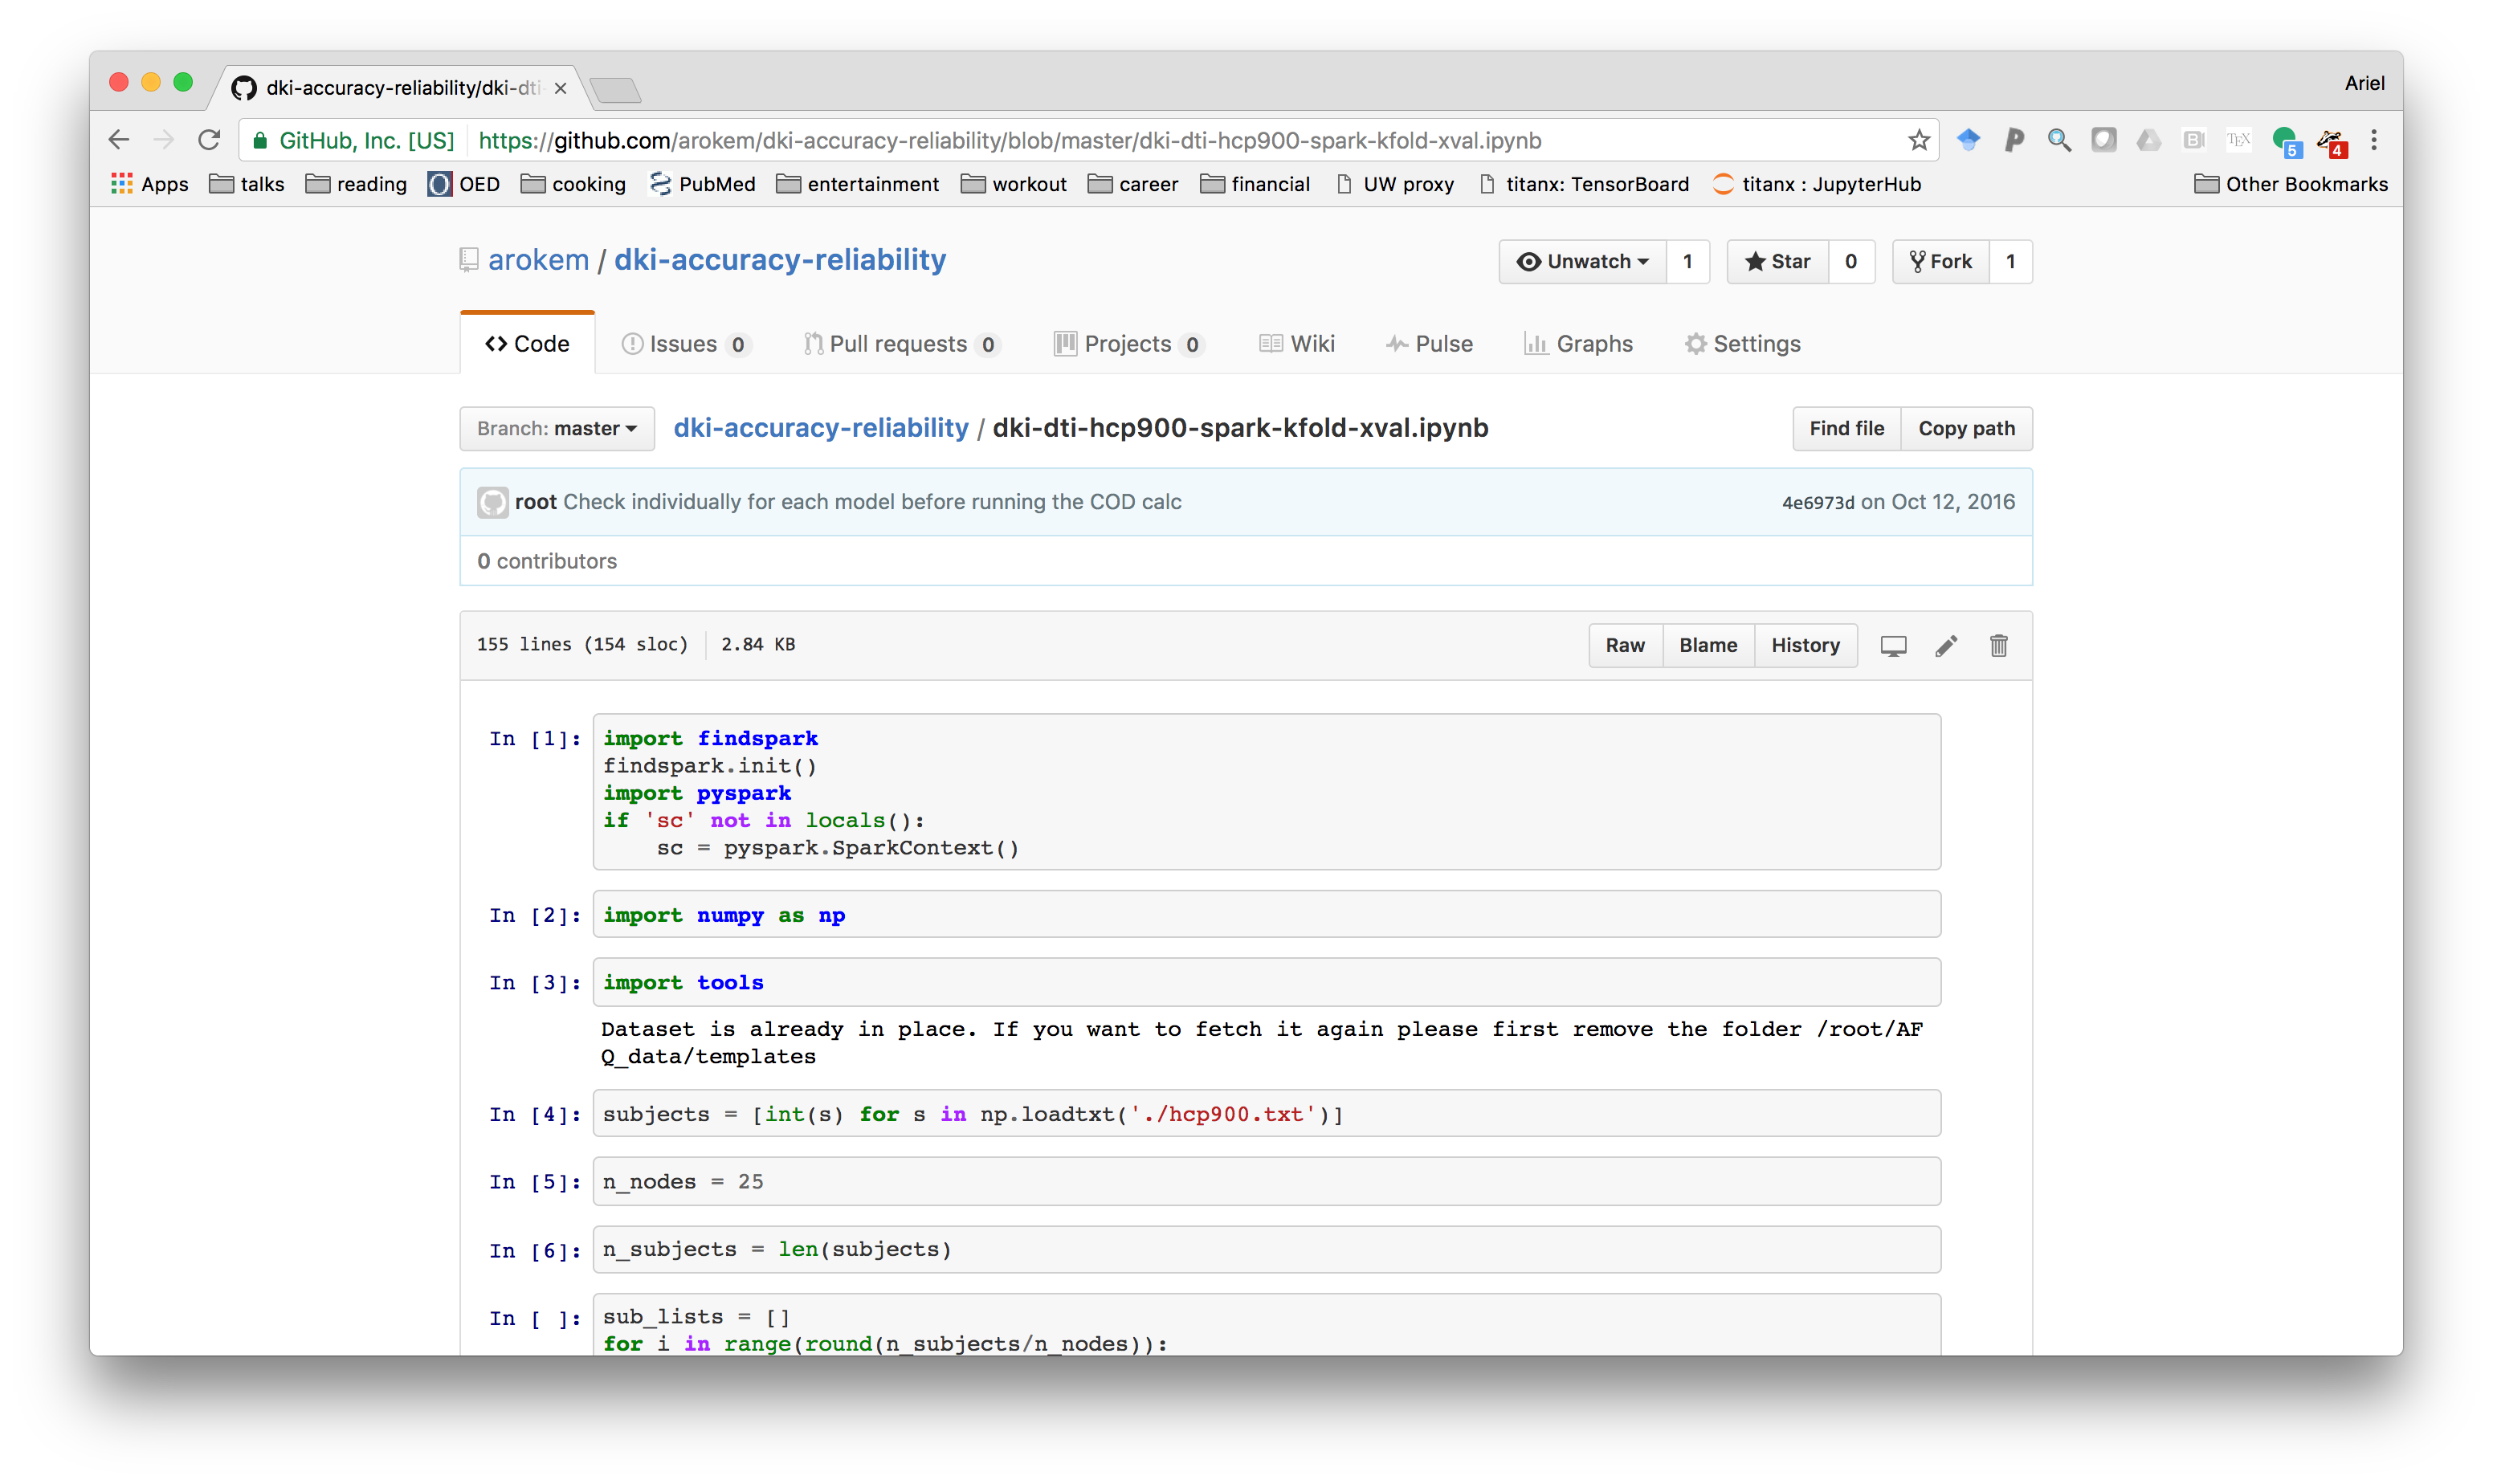 dki-accuracy-reliability/dki-dti-
Ariel
GitHub, Inc. [US] https://github.com/arokem/dki-accuracy-reliability/blob/master/dki-dti-hcp900-spark-kfold-xval.ipynb
P B TEX 5 4
Apps talks reading OED cooking PubMed entertainment workout career financial UW proxy titanx: TensorBoard titanx : JupyterHub Other Bookmarks
arokem / dki-accuracy-reliability Unwatch 1 Star 0 Fork 1
Code Issues 0 Pull requests 0 Projects 0 Wiki Pulse Graphs Settings
Branch: master dki-accuracy-reliability / dki-dti-hcp900-spark-kfold-xval.ipynb Find file Copy path
root Check individually for each model before running the COD calc 4e6973d on Oct 12, 2016
0 contributors
155 lines (154 sloc) 2.84 KB Raw Blame History
In [1]: import findspark
findspark.init()
import pyspark
if 'sc' not in locals():
    sc = pyspark.SparkContext()
In [2]: import numpy as np
In [3]: import tools
Dataset is already in place. If you want to fetch it again please first remove the folder /root/AF
Q_data/templates
In [4]: subjects = [int(s) for s in np.loadtxt('./hcp900.txt')]
In [5]: n_nodes = 25
In [6]: n_subjects = len(subjects)
In [ ]: sub_lists = []
for i in range(round(n_subjects/n_nodes)):